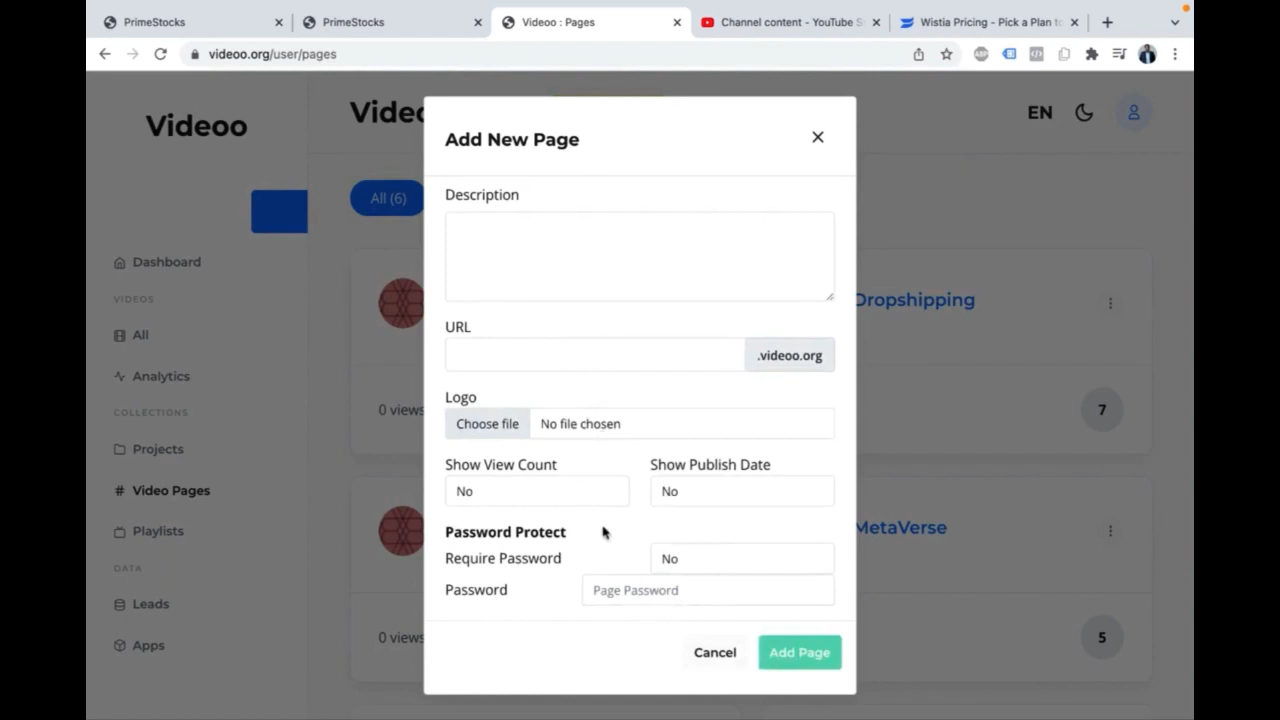 PrimeStocks
PrimeStocks
Videoo : Pages
Channel content - YouTube S
Wistia Pricing - Pick a Plan to
videoo.org/user/pages
Videoo
Dashboard
VIDEOS
All
Analytics
COLLECTIONS
Projects
# Video Pages
Playlists
DATA
Leads
Apps
EN
All (6)
Add New Page
Description
URL
.videoo.org
Logo
Choose file No file chosen
Show View Count Show Publish Date
No No
Password Protect
Require Password No
Password Page Password
Cancel Add Page
Dropshipping
0 views
7
MetaVerse
0 views
5